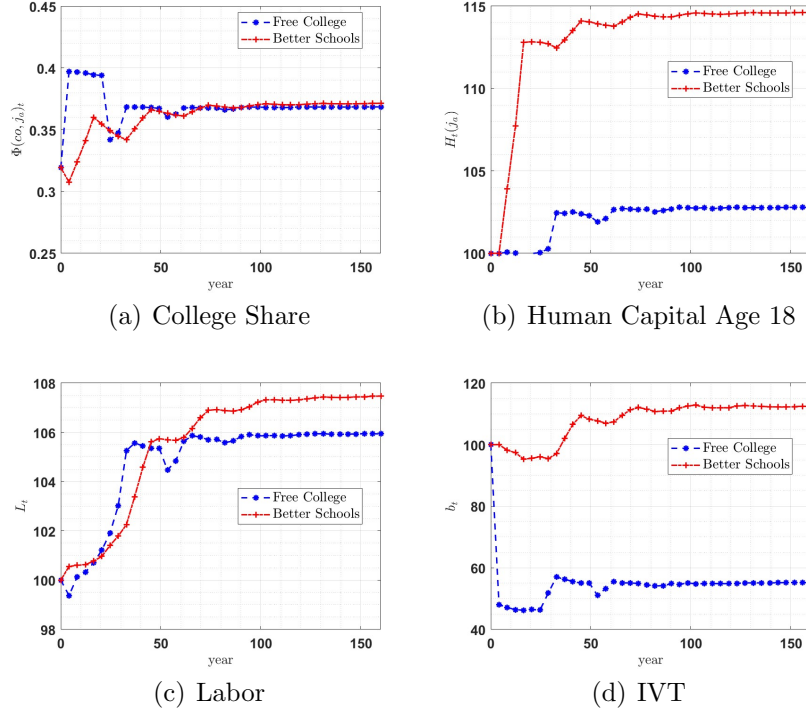 0.45
0.4
0.35
0.3
0.25
Φ(co, j_a)_t
Free College
Better Schools
0 50 100 150
year
(a) College Share
115
110
105
100
H_t(j_a)
Free College
Better Schools
0 50 100 150
year
(b) Human Capital Age 18
108
106
104
102
100
98
L_t
Free College
Better Schools
0 50 100 150
year
(c) Labor
120
100
80
60
40
b_t
Free College
Better Schools
0 50 100 150
year
(d) IVT